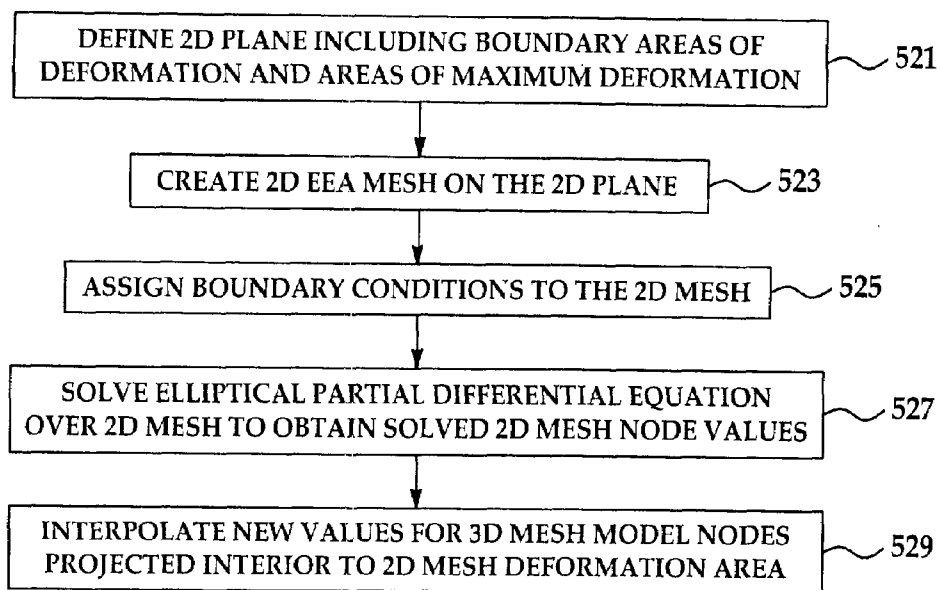 DEFINE 2D PLANE INCLUDING BOUNDARY AREAS OF
DEFORMATION AND AREAS OF MAXIMUM DEFORMATION
521
CREATE 2D EEA MESH ON THE 2D PLANE
523
ASSIGN BOUNDARY CONDITIONS TO THE 2D MESH
525
SOLVE ELLIPTICAL PARTIAL DIFFERENTIAL EQUATION
OVER 2D MESH TO OBTAIN SOLVED 2D MESH NODE VALUES
527
INTERPOLATE NEW VALUES FOR 3D MESH MODEL NODES
PROJECTED INTERIOR TO 2D MESH DEFORMATION AREA
529